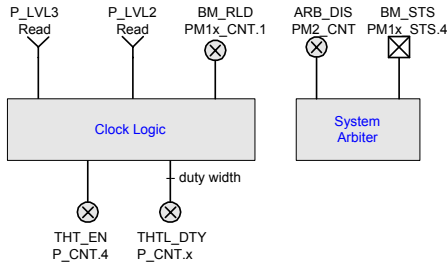 P_LVL3
Read
P_LVL2
Read
BM_RLD
PM1x_CNT.1
ARB_DIS
PM2_CNT
BM_STS
PM1x_STS.4
Clock Logic
System
Arbiter
duty width
THT_EN
P_CNT.4
THTL_DTY
P_CNT.x